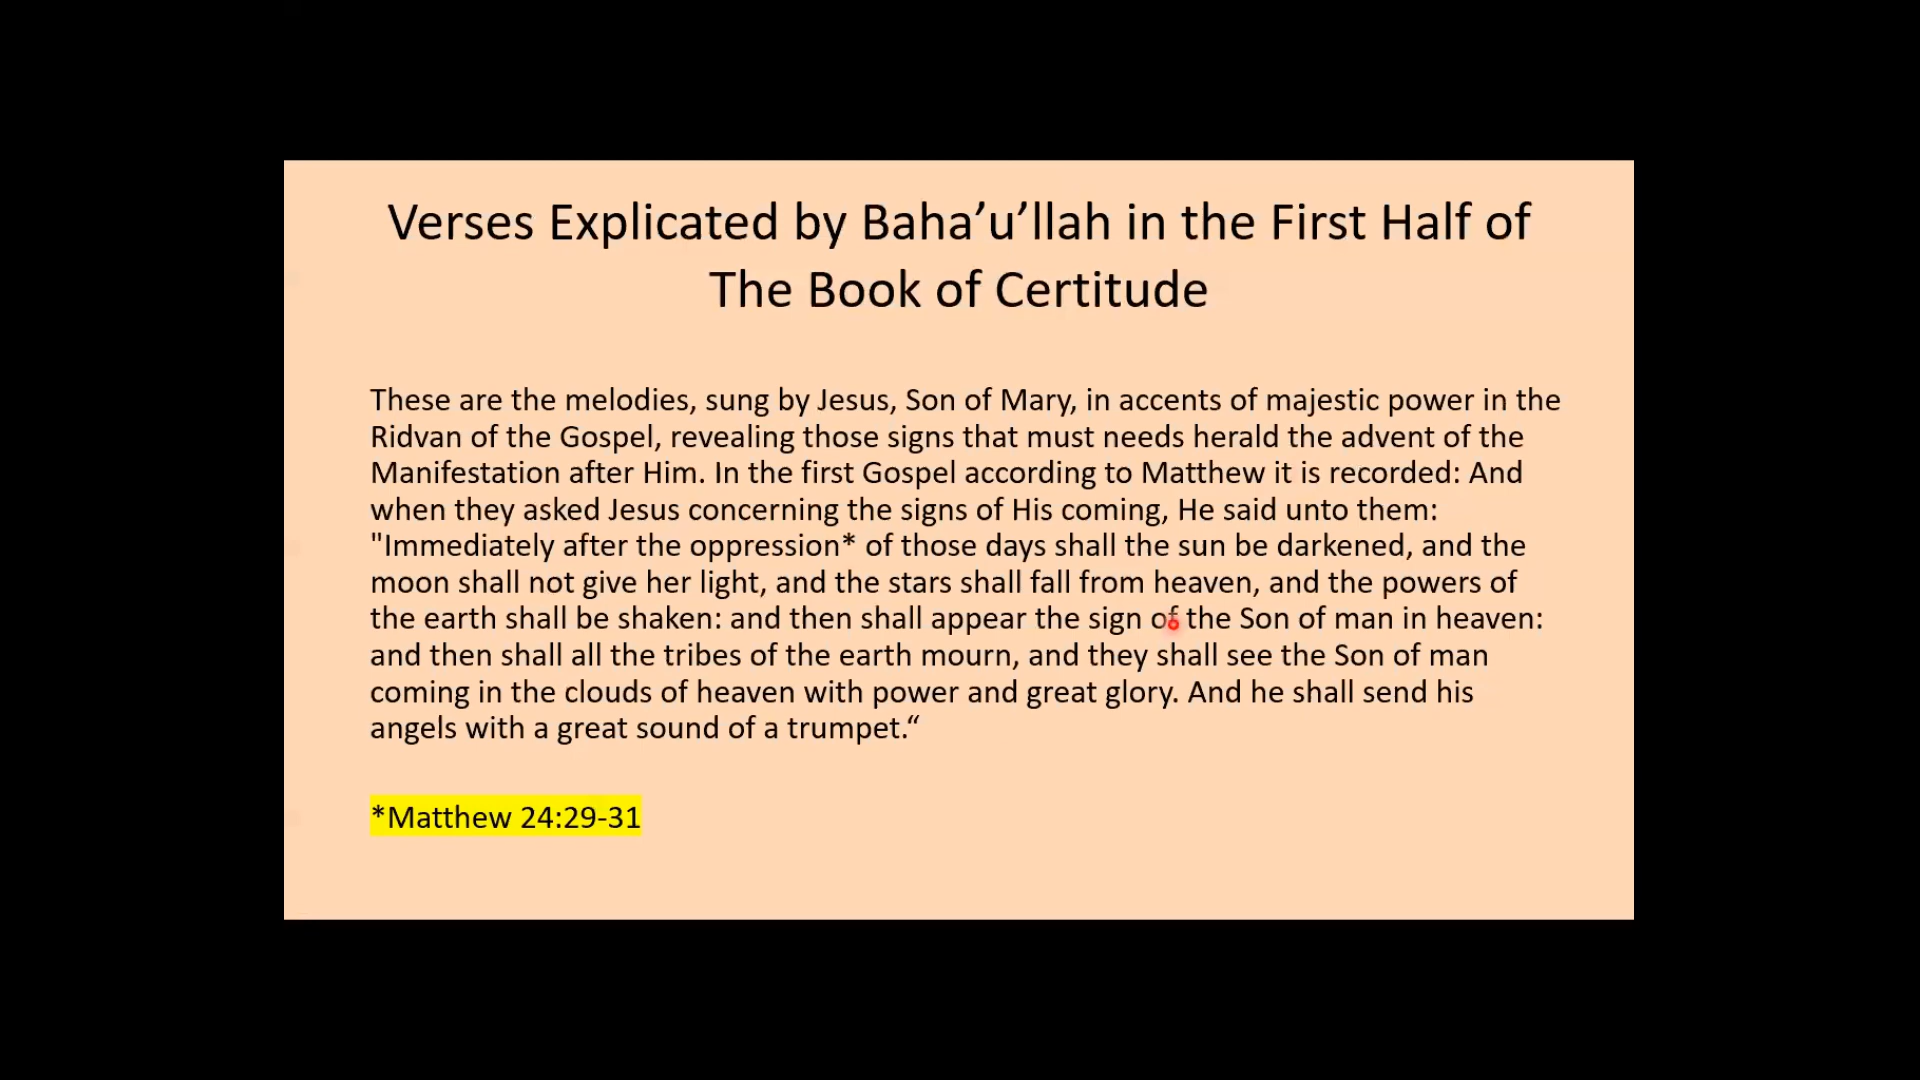 Verses Explicated by Baha’u’llah in the First Half of
The Book of Certitude
These are the melodies, sung by Jesus, Son of Mary, in accents of majestic power in the
Ridvan of the Gospel, revealing those signs that must needs herald the advent of the
Manifestation after Him. In the first Gospel according to Matthew it is recorded: And
when they asked Jesus concerning the signs of His coming, He said unto them:
"Immediately after the oppression* of those days shall the sun be darkened, and the
moon shall not give her light, and the stars shall fall from heaven, and the powers of
the earth shall be shaken: and then shall appear the sign of the Son of man in heaven:
and then shall all the tribes of the earth mourn, and they shall see the Son of man
coming in the clouds of heaven with power and great glory. And he shall send his
angels with a great sound of a trumpet.“
*Matthew 24:29-31